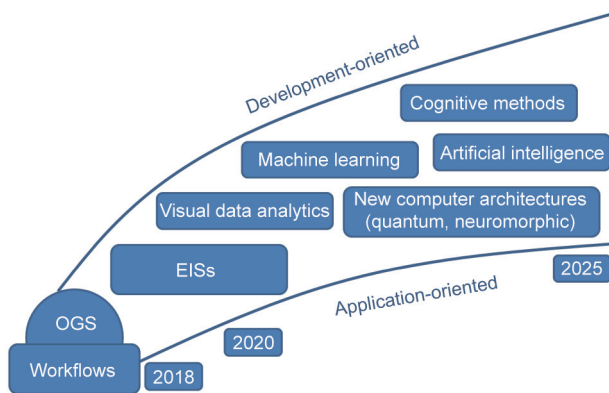 Development-oriented
Cognitive methods
Machine learning
Artificial intelligence
Visual data analytics
New computer architectures
(quantum, neuromorphic)
EISs
2025
Application-oriented
OGS
2020
Workflows
2018